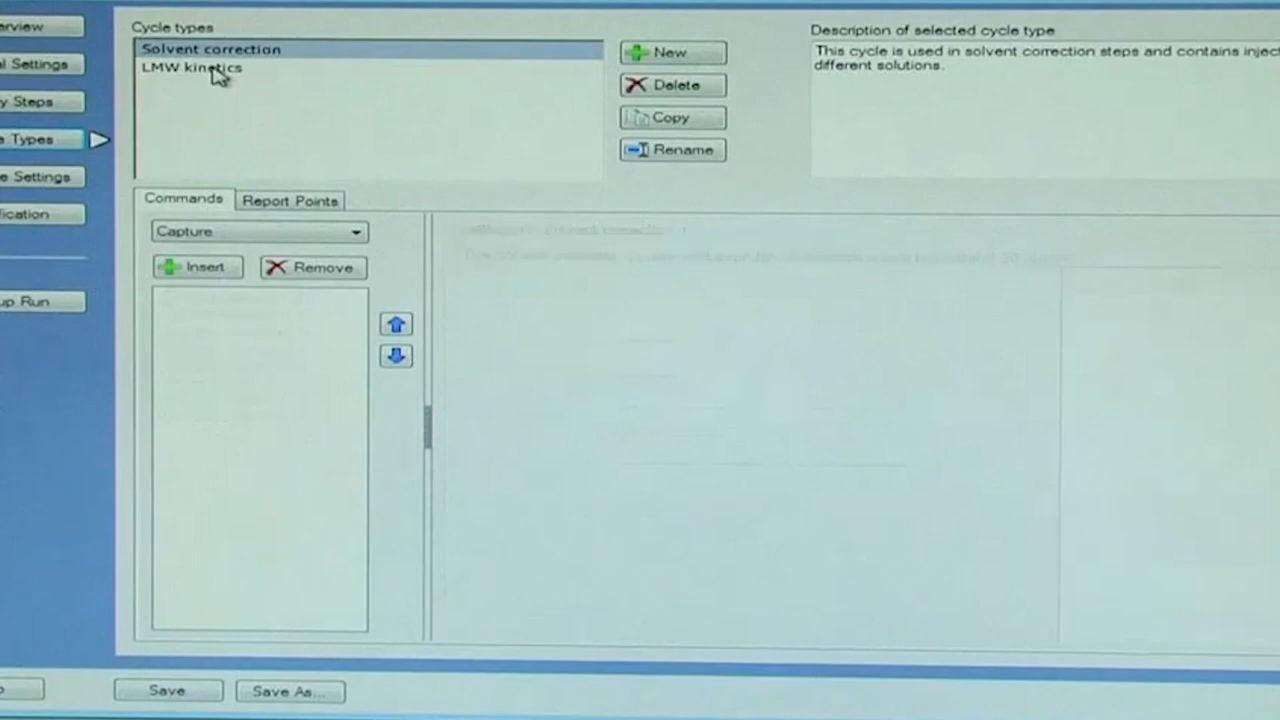 erview
Cycle types
Description of selected cycle type
Solvent correction
New
This cycle is used in solvent correction steps and contains inject
different solutions.
l Settings
LMW kinetics
Delete
y Steps
Copy
e Types
Rename
e Settings
Commands
Report Points
ification
Capture
Insert
Remove
up Run
Save
Save As...